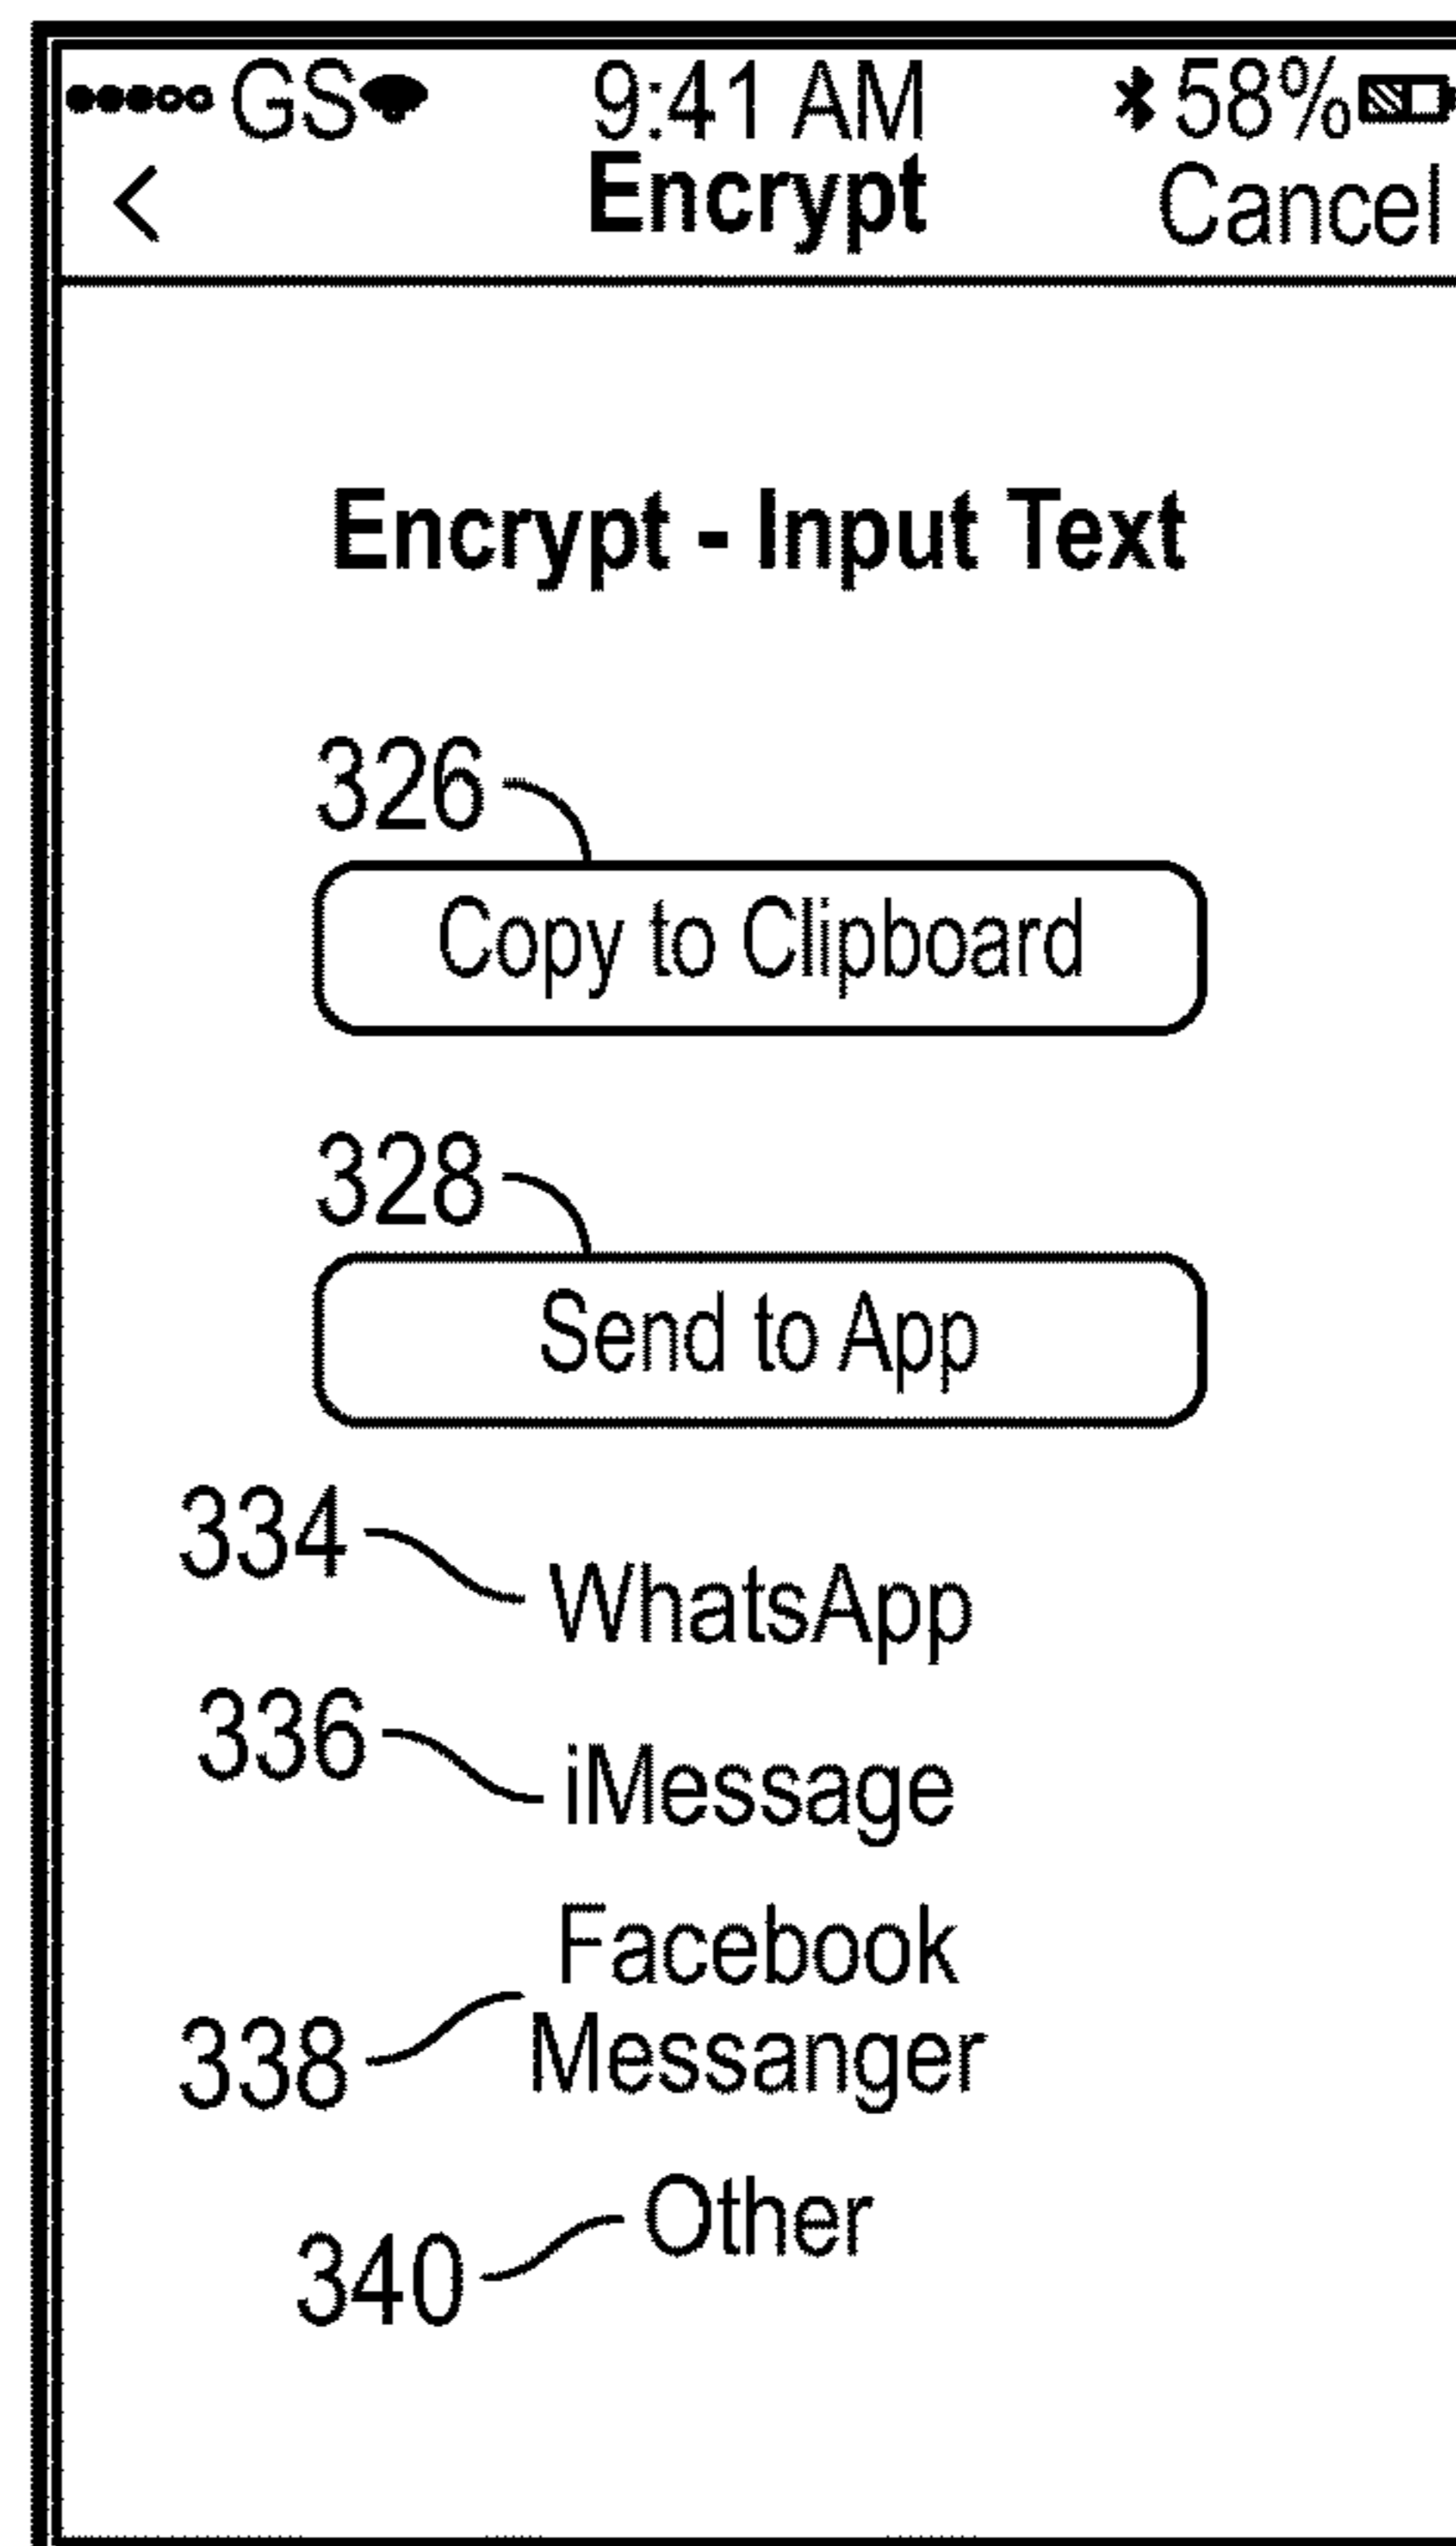 GS 9:41 AM 58%
< Encrypt Cancel
Encrypt - Input Text
326
Copy to Clipboard
328
Send to App
334
WhatsApp
336
iMessage
Facebook
338 Messanger
Other
340